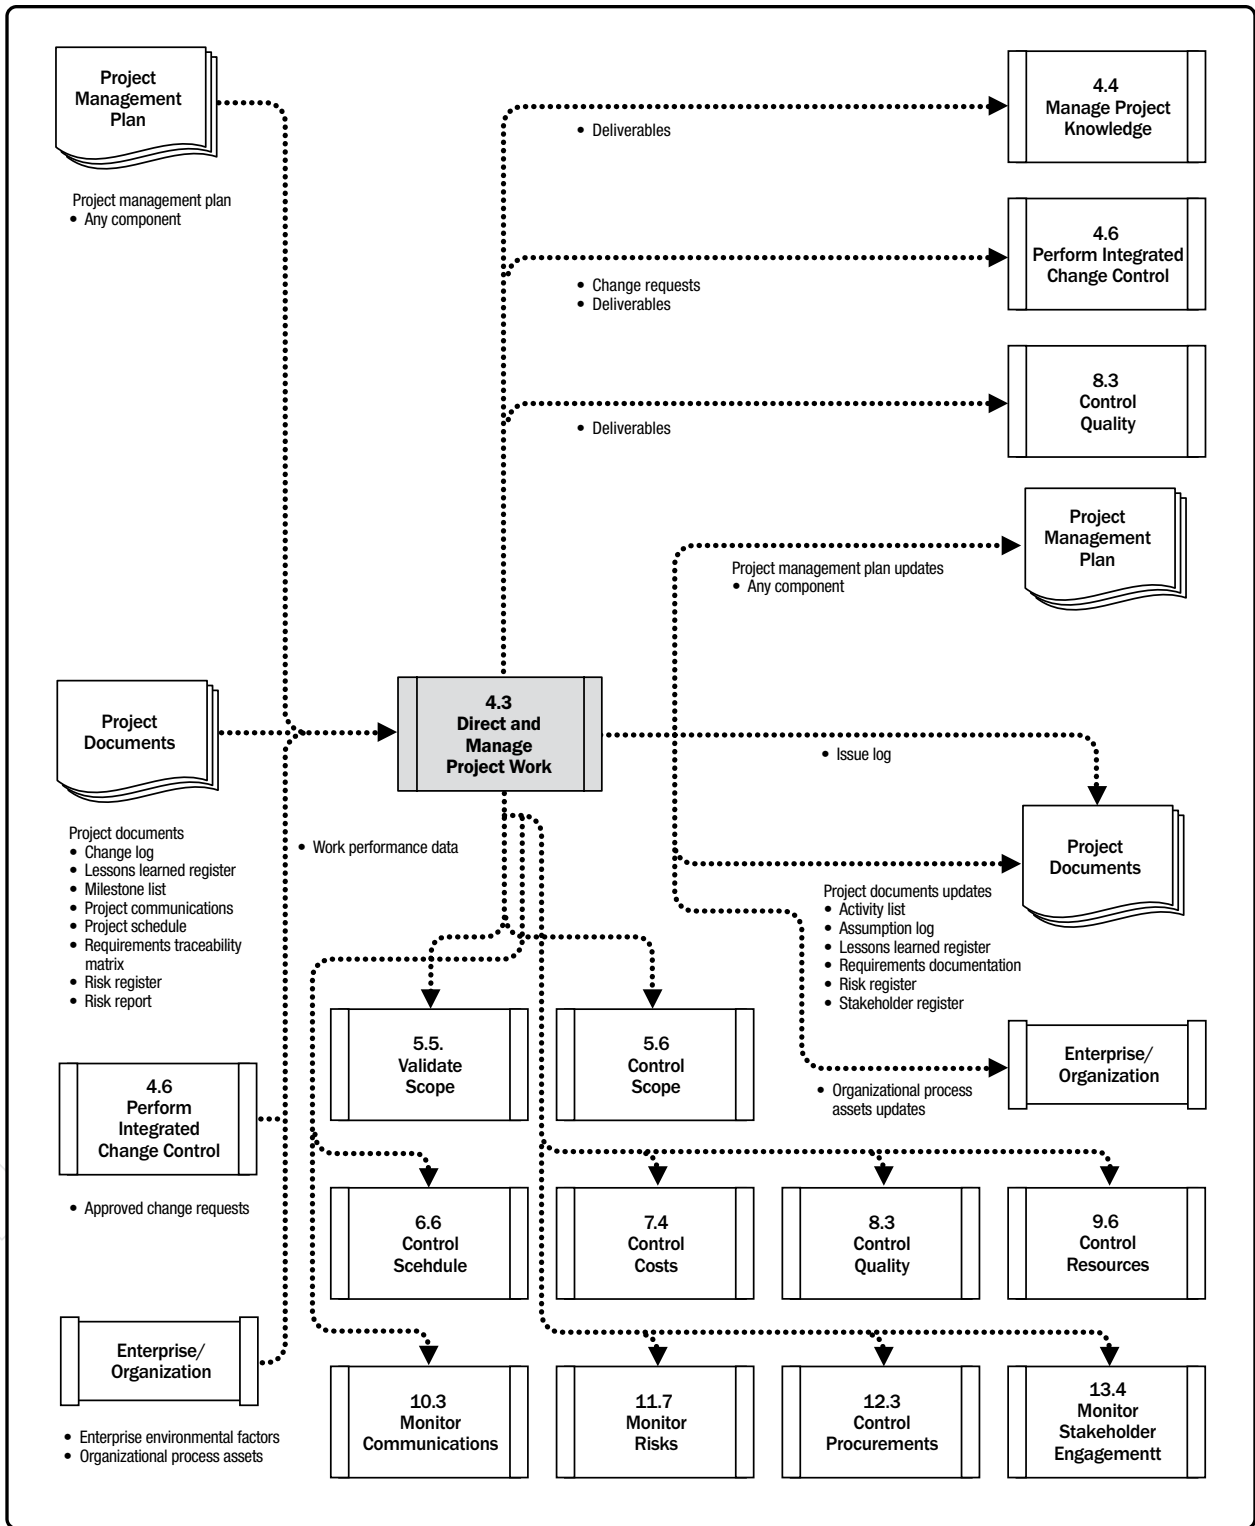 Project
Management
Plan
Project management plan
• Any component
4.4
Manage Project
Knowledge
• Deliverables
4.6
Perform Integrated
Change Control
• Change requests
• Deliverables
8.3
Control
Quality
• Deliverables
Project
Management
Plan
Project management plan updates
• Any component
Project
Documents
4.3
Direct and
Manage
Project Work
• Issue log
Project documents
• Change log
• Lessons learned register
• Milestone list
• Project communications
• Project schedule
• Requirements traceability
matrix
• Risk register
• Risk report
• Work performance data
Project
Documents
Project documents updates
• Activity list
• Assumption log
• Lessons learned register
• Requirements documentation
• Risk register
• Stakeholder register
5.5.
Validate
Scope
5.6
Control
Scope
Enterprise/
Organization
• Organizational process
assets updates
4.6
Perform
Integrated
Change Control
• Approved change requests
6.6
Control
Scehdule
7.4
Control
Costs
8.3
Control
Quality
9.6
Control
Resources
Enterprise/
Organization
• Enterprise environmental factors
• Organizational process assets
10.3
Monitor
Communications
11.7
Monitor
Risks
12.3
Control
Procurements
13.4
Monitor
Stakeholder
Engagementt